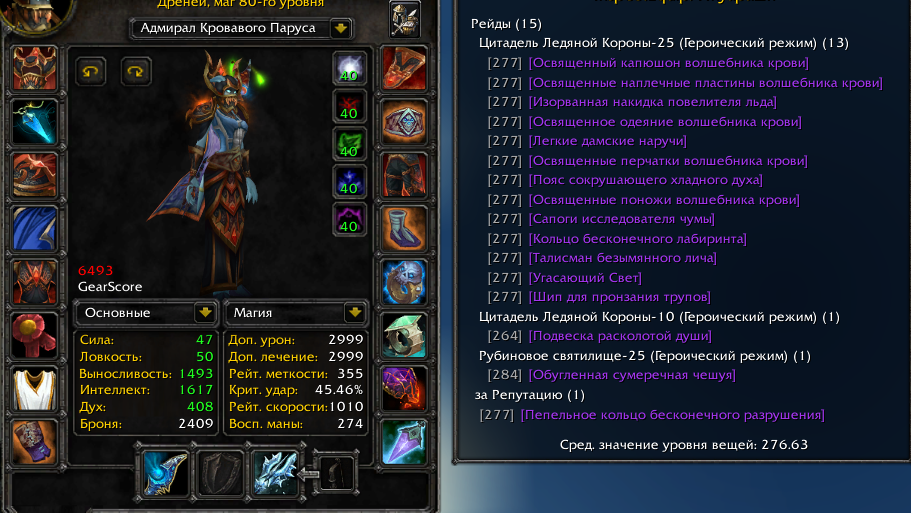 Дреней, маг 80-го уровня
Адмирал Кровавого Паруса
40
40
40
40
40
6493
GearScore
Основные
Магия
Сила: 47
Ловкость: 50
Выносливость: 1493
Интеллект: 1617
Дух: 408
Броня: 2409
Доп. урон: 2999
Доп. лечение: 2999
Рейт. меткости: 355
Крит. удар: 45.46%
Рейт. скорости:1010
Восп. маны: 274
Рейды (15)
Цитадель Ледяной Короны-25 (Героический режим) (13)
[277] [Освященный капюшон волшебника крови]
[277] [Освященные наплечные пластины волшебника крови]
[277] [Изорванная накидка повелителя льда]
[277] [Освященное одеяние волшебника крови]
[277] [Легкие дамские наручи]
[277] [Освященные перчатки волшебника крови]
[277] [Пояс сокрушающего хладного духа]
[277] [Освященные поножи волшебника крови]
[277] [Сапоги исследователя чумы]
[277] [Кольцо бесконечного лабиринта]
[277] [Талисман безымянного лича]
[277] [Угасающий Свет]
[277] [Шип для пронзания трупов]
Цитадель Ледяной Короны-10 (Героический режим) (1)
[264] [Подвеска расколотой души]
Рубиновое святилище-25 (Героический режим) (1)
[284] [Обугленная сумеречная чешуя]
за Репутацию (1)
[277] [Пепельное кольцо бесконечного разрушения]
Сред. значение уровня вещей: 276.63